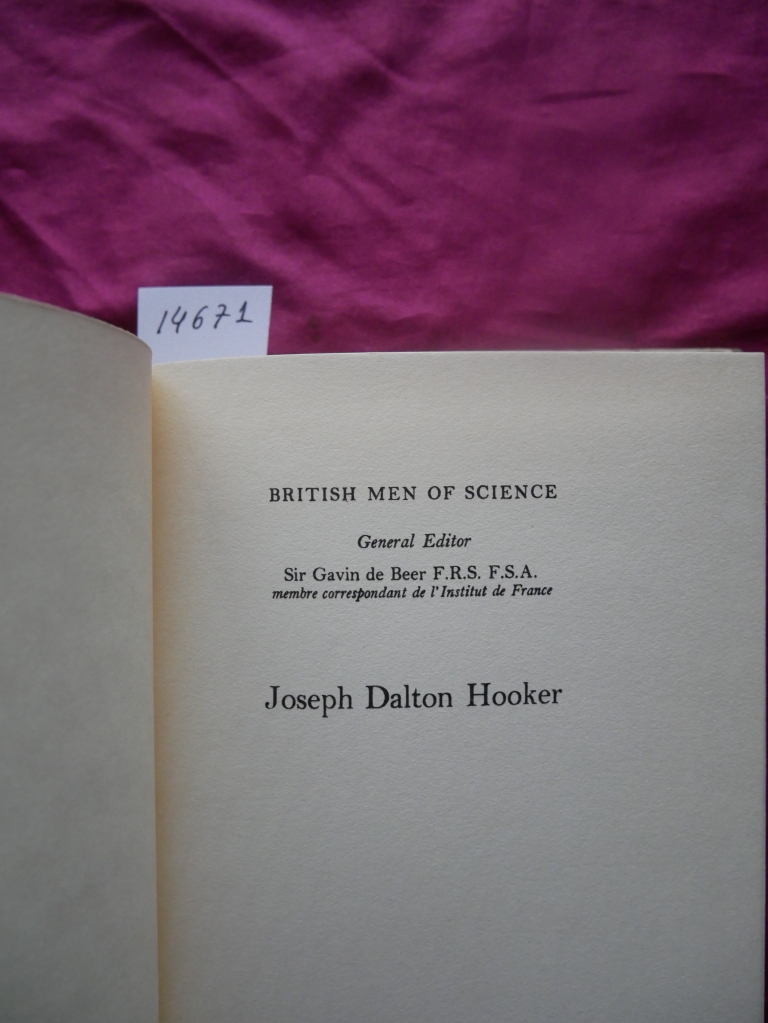 14671
BRITISH MEN OF SCIENCE
General Editor
Sir Gavin de Beer F.R.S. F.S.A.
membre correspondant de l'Institut de France
Joseph Dalton Hooker